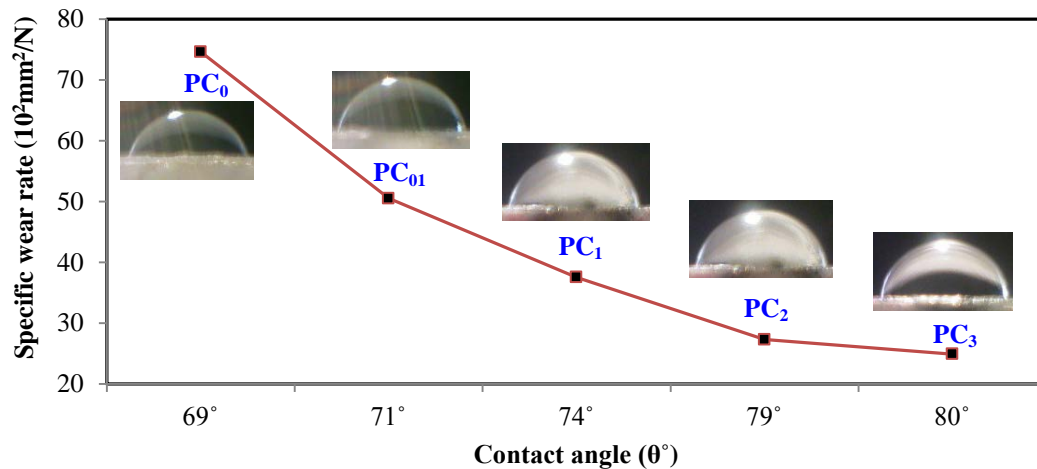 Specific wear rate (10²mm²/N)
80
70
60
50
40
30
20
PC₀
PC₀₁
PC₁
PC₂
PC₃
69˚ 71˚ 74˚ 79˚ 80˚
Contact angle (θ˚)